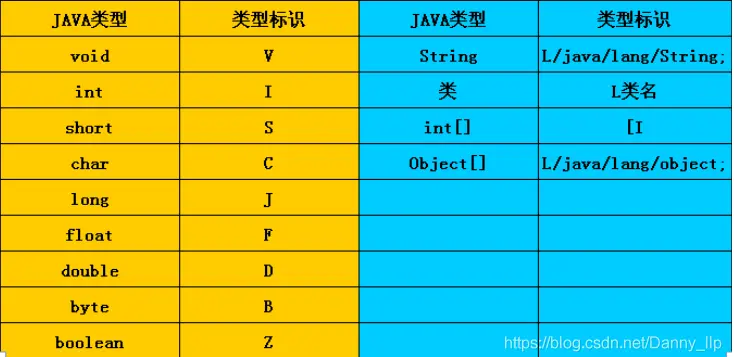 JAVA类型 类型标识 JAVA类型 类型标识
void V String L/java/lang/String;
int I 类 L类名
short S int[] [I
char C Object[] L/java/lang/object;
long J
float F
double D
byte B
boolean Z
https://blog.csdn.net/Danny_llp